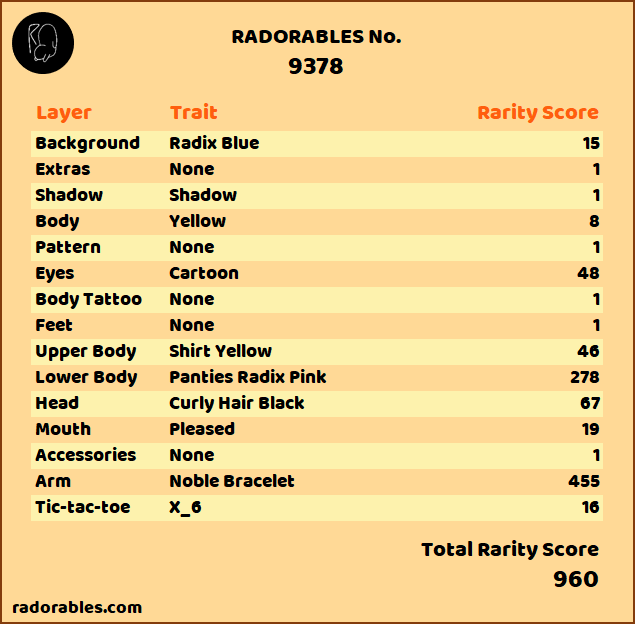 RADORABLES No.
9378
Layer Trait Rarity Score
Background Radix Blue 15
Extras None 1
Shadow Shadow 1
Body Yellow 8
Pattern None 1
Eyes Cartoon 48
Body Tattoo None 1
Feet None 1
Upper Body Shirt Yellow 46
Lower Body Panties Radix Pink 278
Head Curly Hair Black 67
Mouth Pleased 19
Accessories None 1
Arm Noble Bracelet 455
Tic-tac-toe X_6 16
Total Rarity Score
960
radorables.com